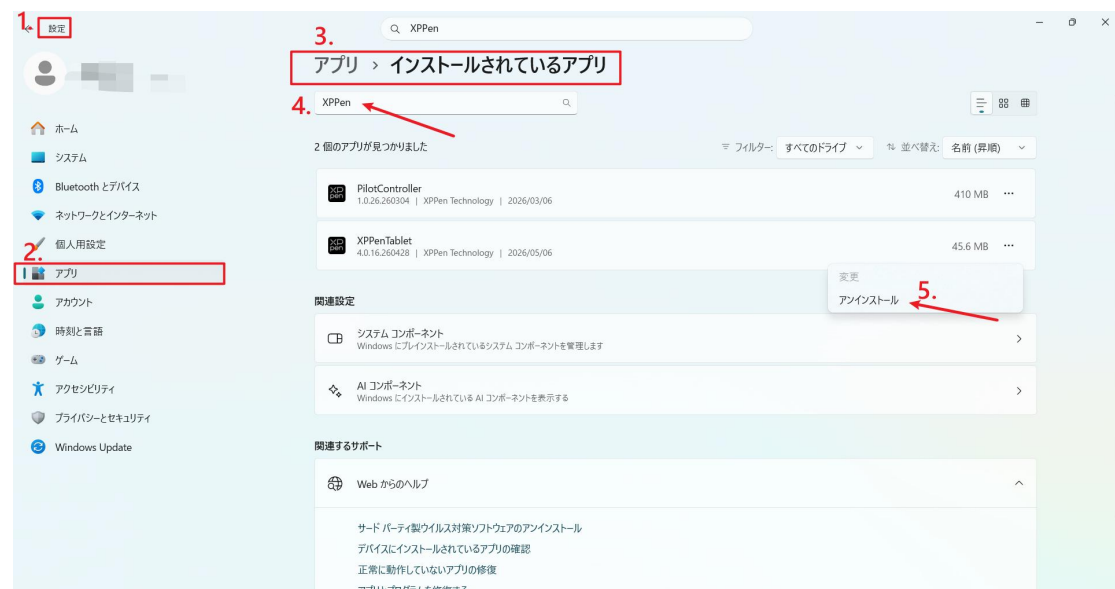 1.
設定
XPPen
3.
アプリ › インストールされているアプリ
4.
XPPen
2 個のアプリが見つかりました
フィルター: すべてのドライブ
並べ替え: 名前 (昇順)
XP pen
PilotController
1.0.26.260304 | XPPen Technology | 2026/03/06
410 MB
XP pen
XPPenTablet
4.0.16.260428 | XPPen Technology | 2026/05/06
45.6 MB
変更
アンインストール
5.
関連設定
システム コンポーネント
Windows にプレインストールされているシステム コンポーネントを管理します
AI コンポーネント
Windows にインストールされている AI コンポーネントを表示する
関連するサポート
Web からのヘルプ
サード パーティ製ウイルス対策ソフトウェアのアンインストール
デバイスにインストールされているアプリの確認
正常に動作していないアプリの修復
ホーム
システム
Bluetooth とデバイス
ネットワークとインターネット
個人用設定
2.
アプリ
アカウント
時刻と言語
ゲーム
アクセシビリティ
プライバシーとセキュリティ
Windows Update